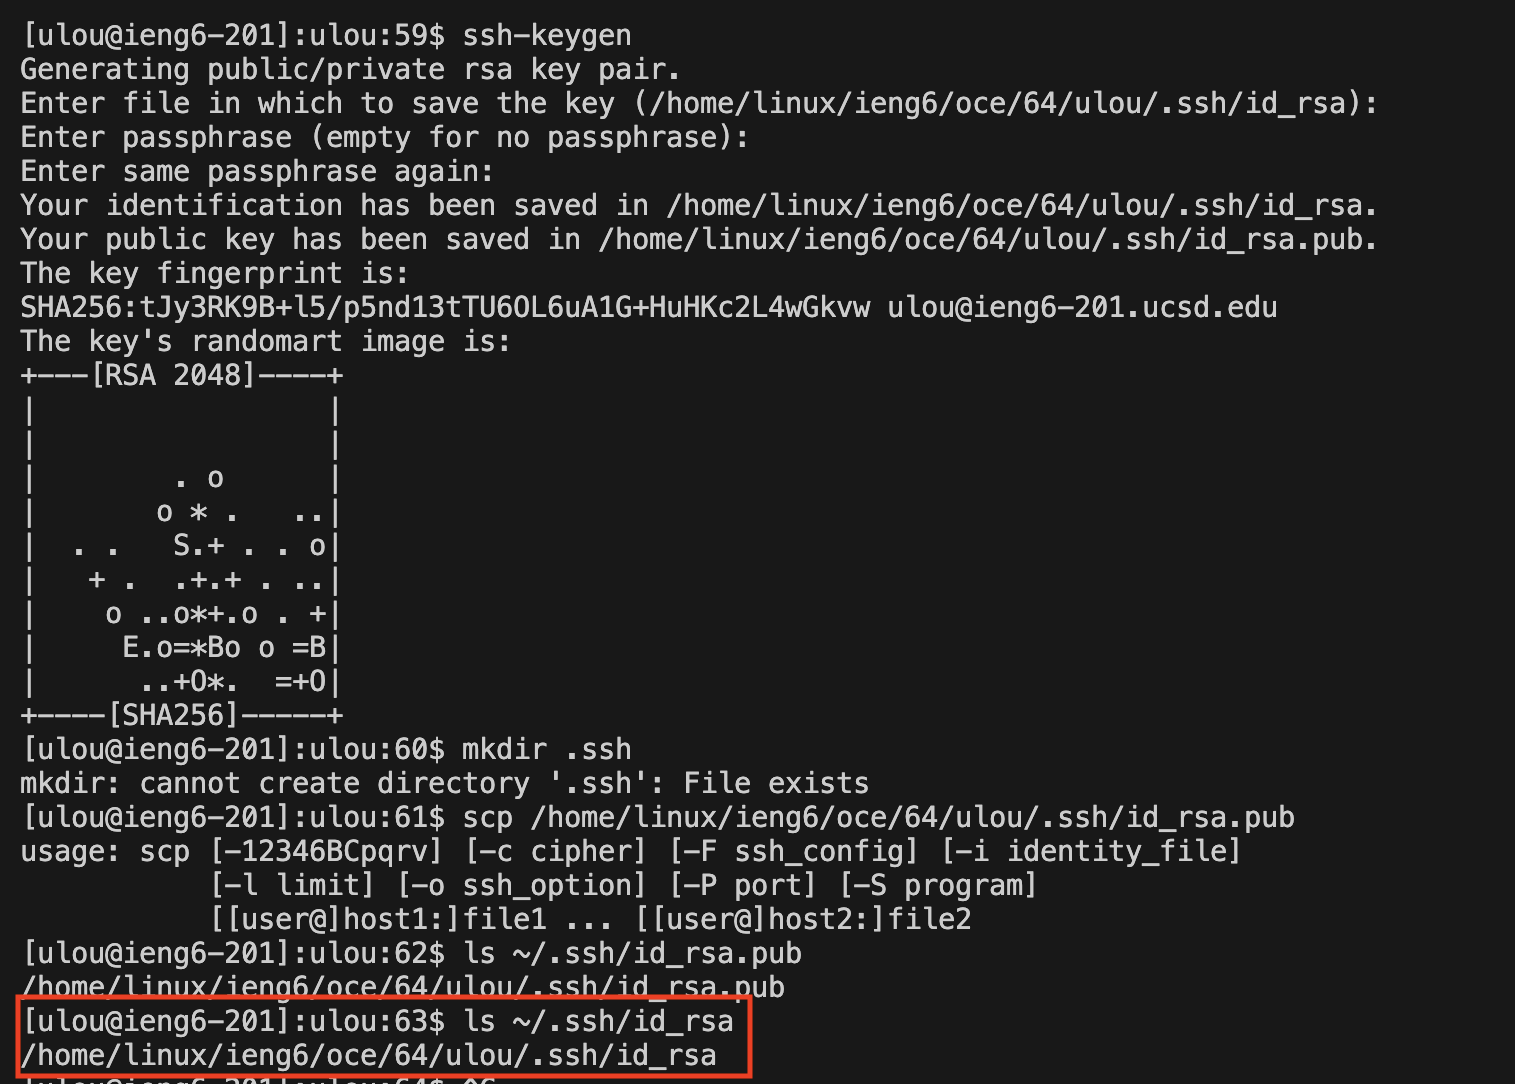 [ulou@ieng6-201]:ulou:59$ ssh-keygen
Generating public/private rsa key pair.
Enter file in which to save the key (/home/linux/ieng6/oce/64/ulou/.ssh/id_rsa):
Enter passphrase (empty for no passphrase):
Enter same passphrase again:
Your identification has been saved in /home/linux/ieng6/oce/64/ulou/.ssh/id_rsa.
Your public key has been saved in /home/linux/ieng6/oce/64/ulou/.ssh/id_rsa.pub.
The key fingerprint is:
SHA256:tJy3RK9B+l5/p5nd13tTU6OL6uA1G+HuHKc2L4wGkvw ulou@ieng6-201.ucsd.edu
The key's randomart image is:
+---[RSA 2048]----+
|                 |
|                 |
|        . o      |
|       o * .   ..|
|  . .   S.+ . . o|
|   + .  .+.+ . ..|
|    o ..o*+.o . +|
|     E.o=*Bo o =B|
|      ..+O*.  =+O|
+----[SHA256]-----+
[ulou@ieng6-201]:ulou:60$ mkdir .ssh
mkdir: cannot create directory '.ssh': File exists
[ulou@ieng6-201]:ulou:61$ scp /home/linux/ieng6/oce/64/ulou/.ssh/id_rsa.pub
usage: scp [-12346BCpqrv] [-c cipher] [-F ssh_config] [-i identity_file]
           [-l limit] [-o ssh_option] [-P port] [-S program]
           [[user@]host1:]file1 ... [[user@]host2:]file2
[ulou@ieng6-201]:ulou:62$ ls ~/.ssh/id_rsa.pub
/home/linux/ieng6/oce/64/ulou/.ssh/id_rsa.pub
[ulou@ieng6-201]:ulou:63$ ls ~/.ssh/id_rsa
/home/linux/ieng6/oce/64/ulou/.ssh/id_rsa